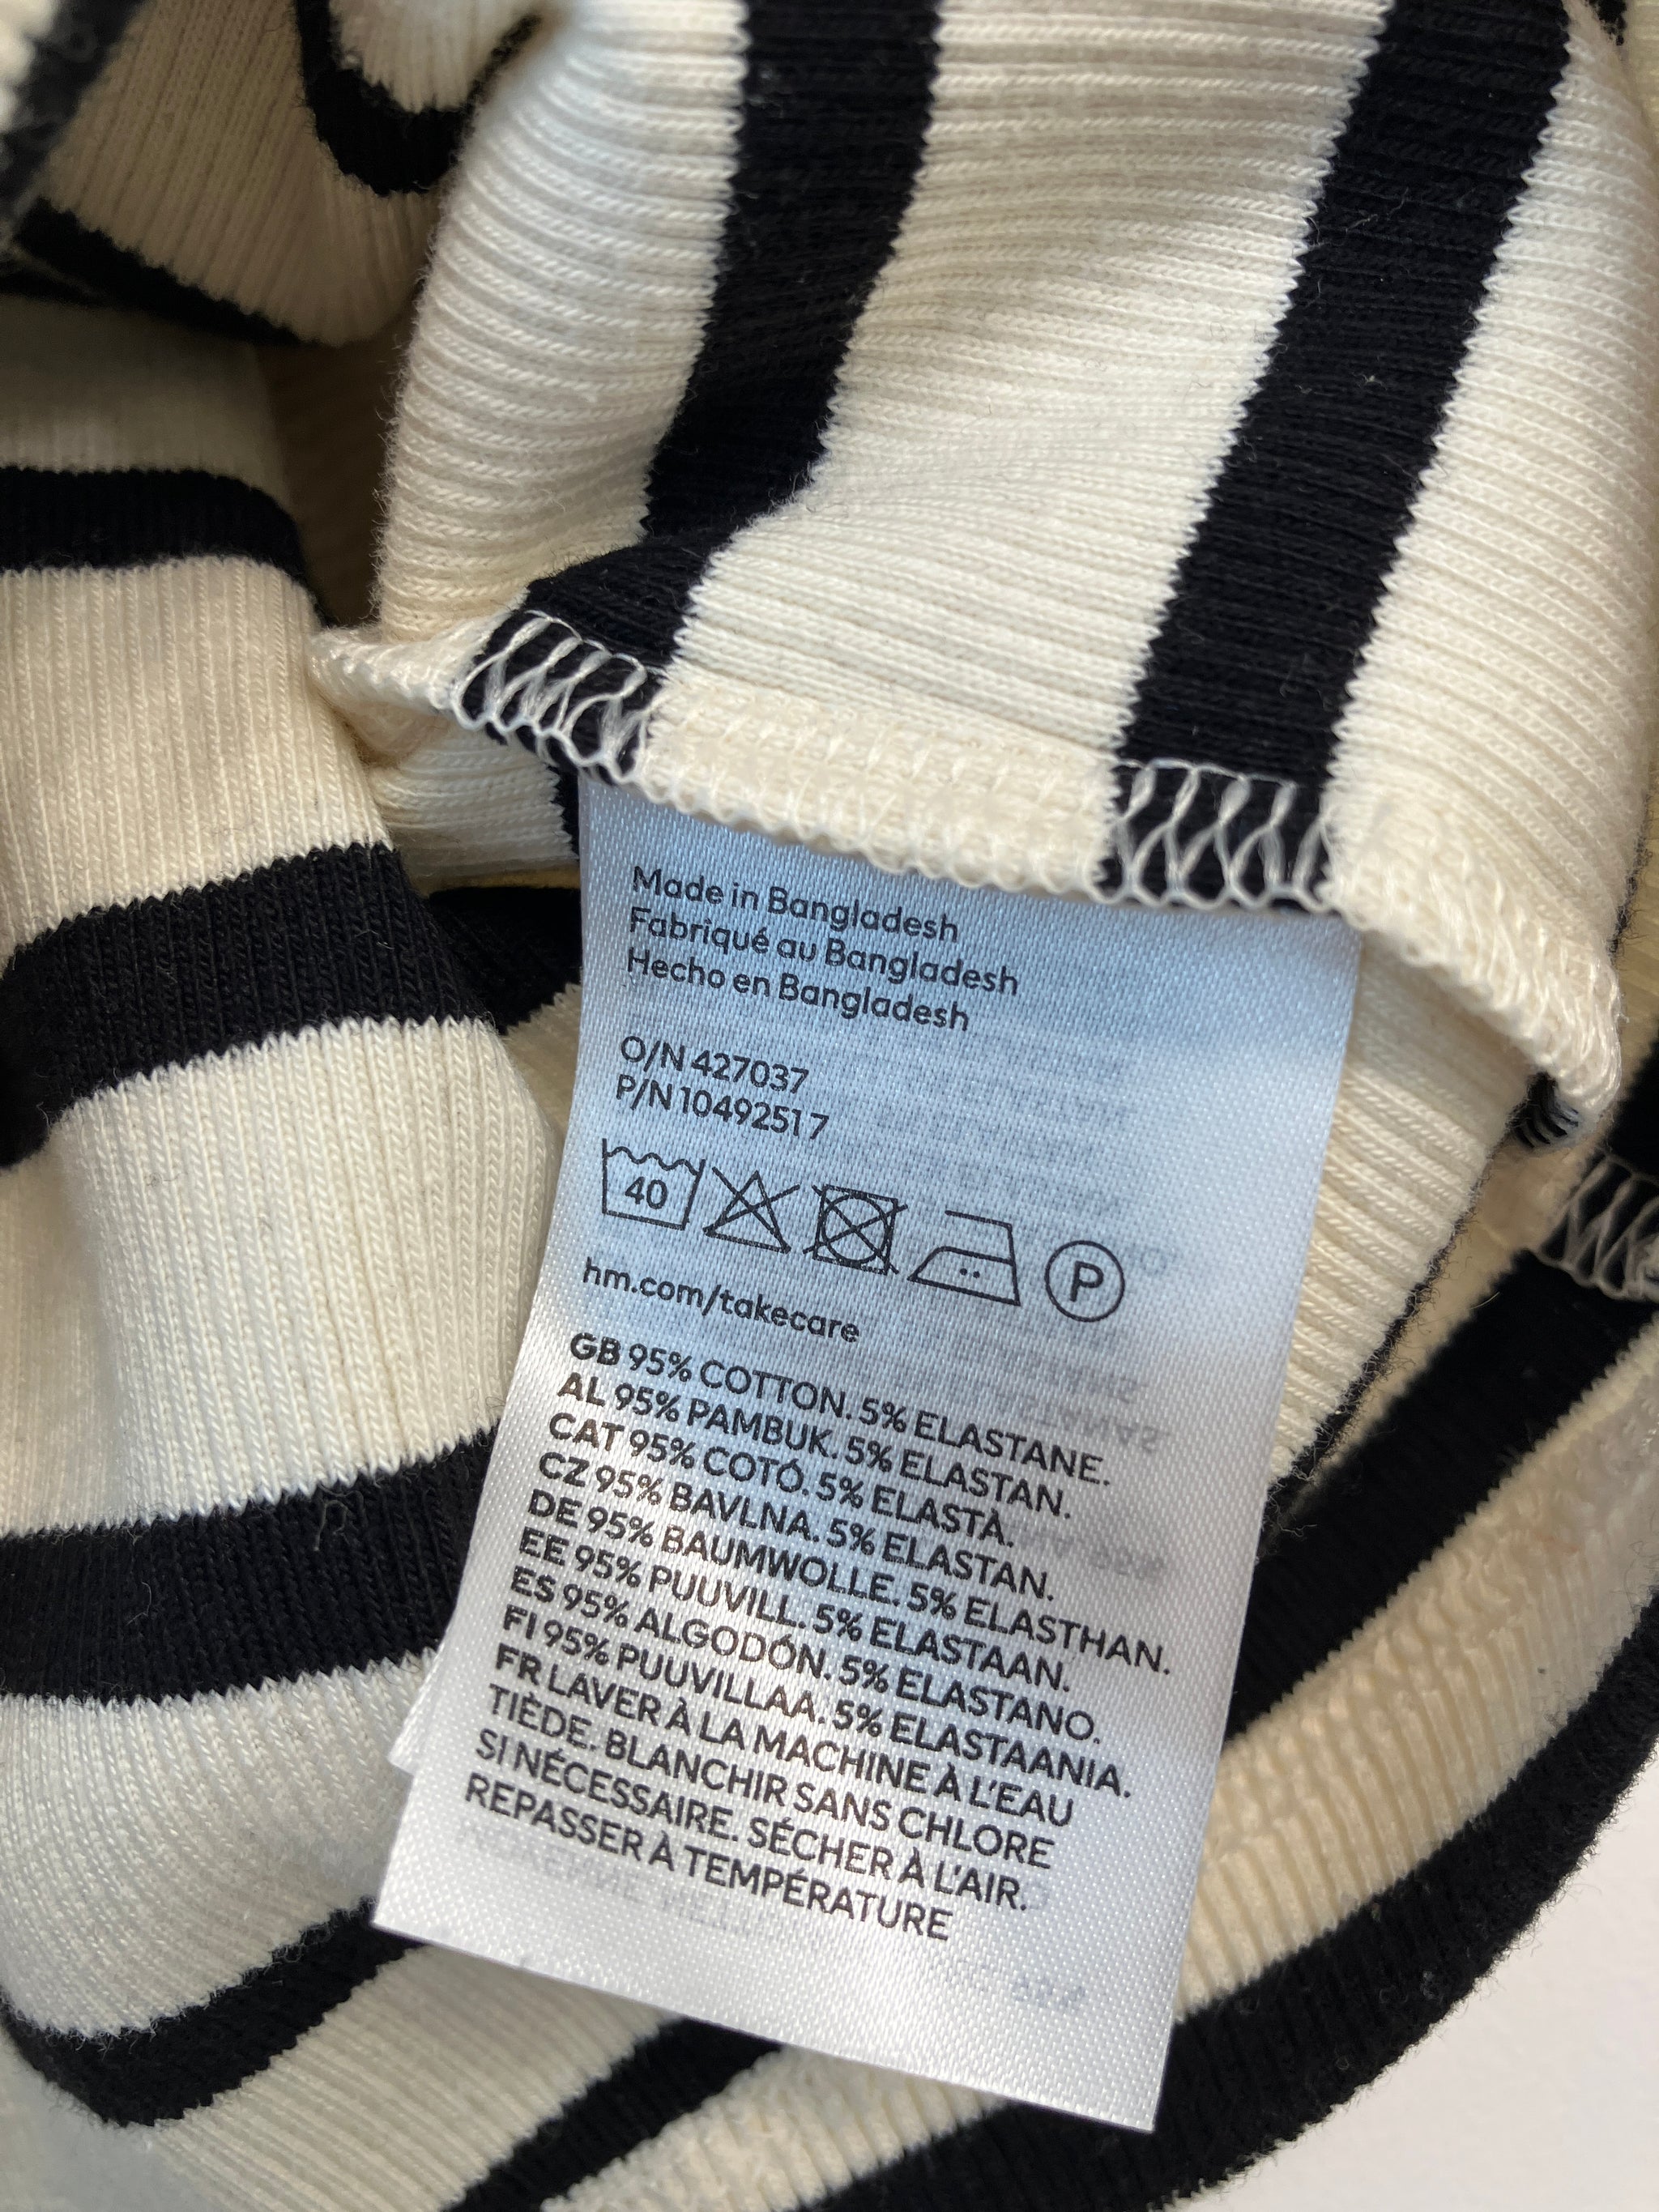 Made in Bangladesh
Fabriqué au Bangladesh
Hecho en Bangladesh
O/N 427037
P/N 10492517
40
P
hm.com/takecare
GB 95% COTTON. 5% ELASTANE.
AL 95% PAMBUK. 5% ELASTAN.
CAT 95% COTÓ. 5% ELASTÀ.
CZ 95% BAVLNA. 5% ELASTAN.
DE 95% BAUMWOLLE. 5% ELASTHAN.
EE 95% PUUVILL. 5% ELASTAAN.
ES 95% ALGODÓN. 5% ELASTANO.
FI 95% PUUVILLAA. 5% ELASTAANIA.
FR LAVER À LA MACHINE À L'EAU
TIÈDE. BLANCHIR SANS CHLORE
SI NÉCESSAIRE. SÉCHER À L'AIR.
REPASSER À TEMPÉRATURE